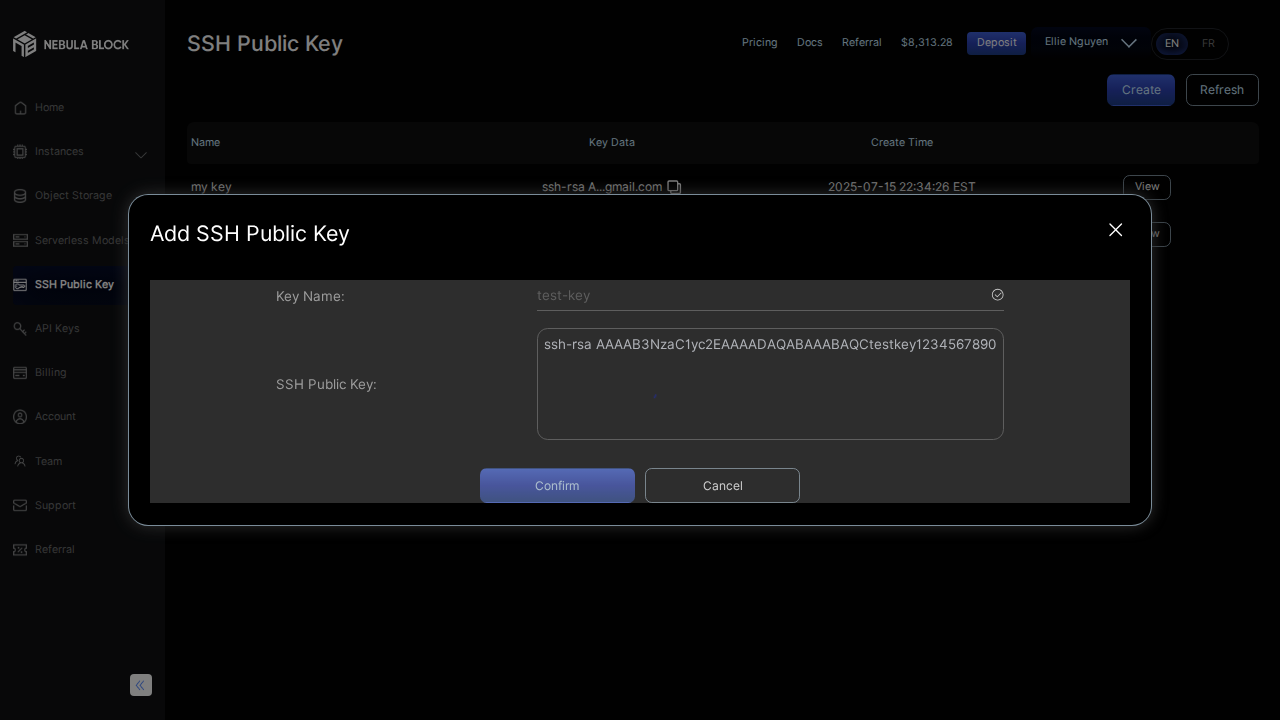 NEBULA BLOCK
SSH Public Key
Pricing
Docs
Referral
$8,313.28
Deposit
Ellie Nguyen
EN
FR
Create
Refresh
Home
Instances
Object Storage
Serverless Models
SSH Public Key
API Keys
Billing
Account
Team
Support
Referral
Name
Key Data
Create Time
my key
ssh-rsa A...gmail.com
2025-07-15 22:34:26 EST
View
Add SSH Public Key
Key Name:
test-key
SSH Public Key:
ssh-rsa AAAAB3NzaC1yc2EAAAADAQABAAABAQCtestkey1234567890
Confirm
Cancel